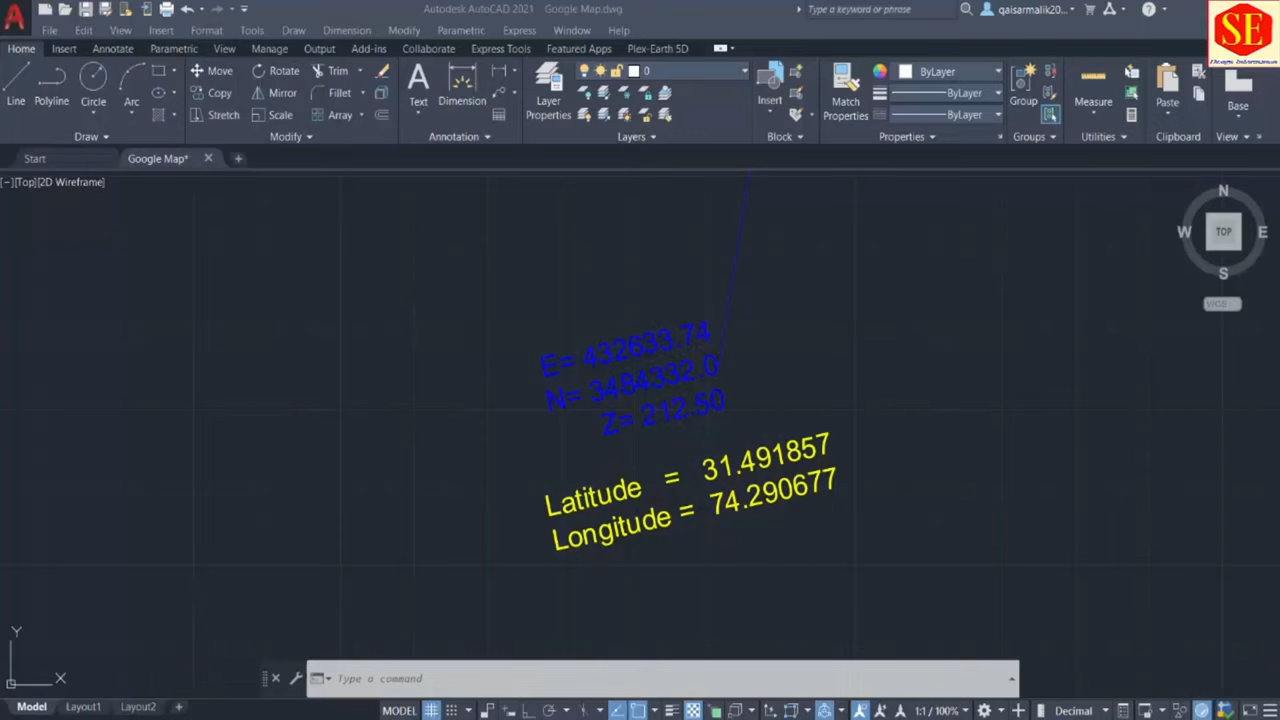 Autodesk AutoCAD 2021 Google Map.dwg
Type a keyword or phrase
qaisarmalik20...
SE
File Edit View Insert Format Tools Draw Dimension Modify Parametric Express Window Help
Home Insert Annotate Parametric View Manage Output Add-ins Collaborate Express Tools Featured Apps Plex-Earth 5D
Move Rotate Trim
0
ByLayer
Line Polyline Circle Arc
Copy Mirror Fillet
Text Dimension
Layer Properties
Insert
Match Properties
ByLayer
Group
Measure
Paste
Base
Stretch Scale Array
ByLayer
Draw Modify Annotation Layers Block Properties Groups Utilities Clipboard View
Start Google Map*
[−][Top][2D Wireframe]
N
W TOP E
S
WCS
E= 432633.74
N= 3484332.0
Z= 212.50
Latitude = 31.491857
Longitude = 74.290677
Y
X
Type a command
Model Layout1 Layout2
MODEL 1:1 / 100% Decimal